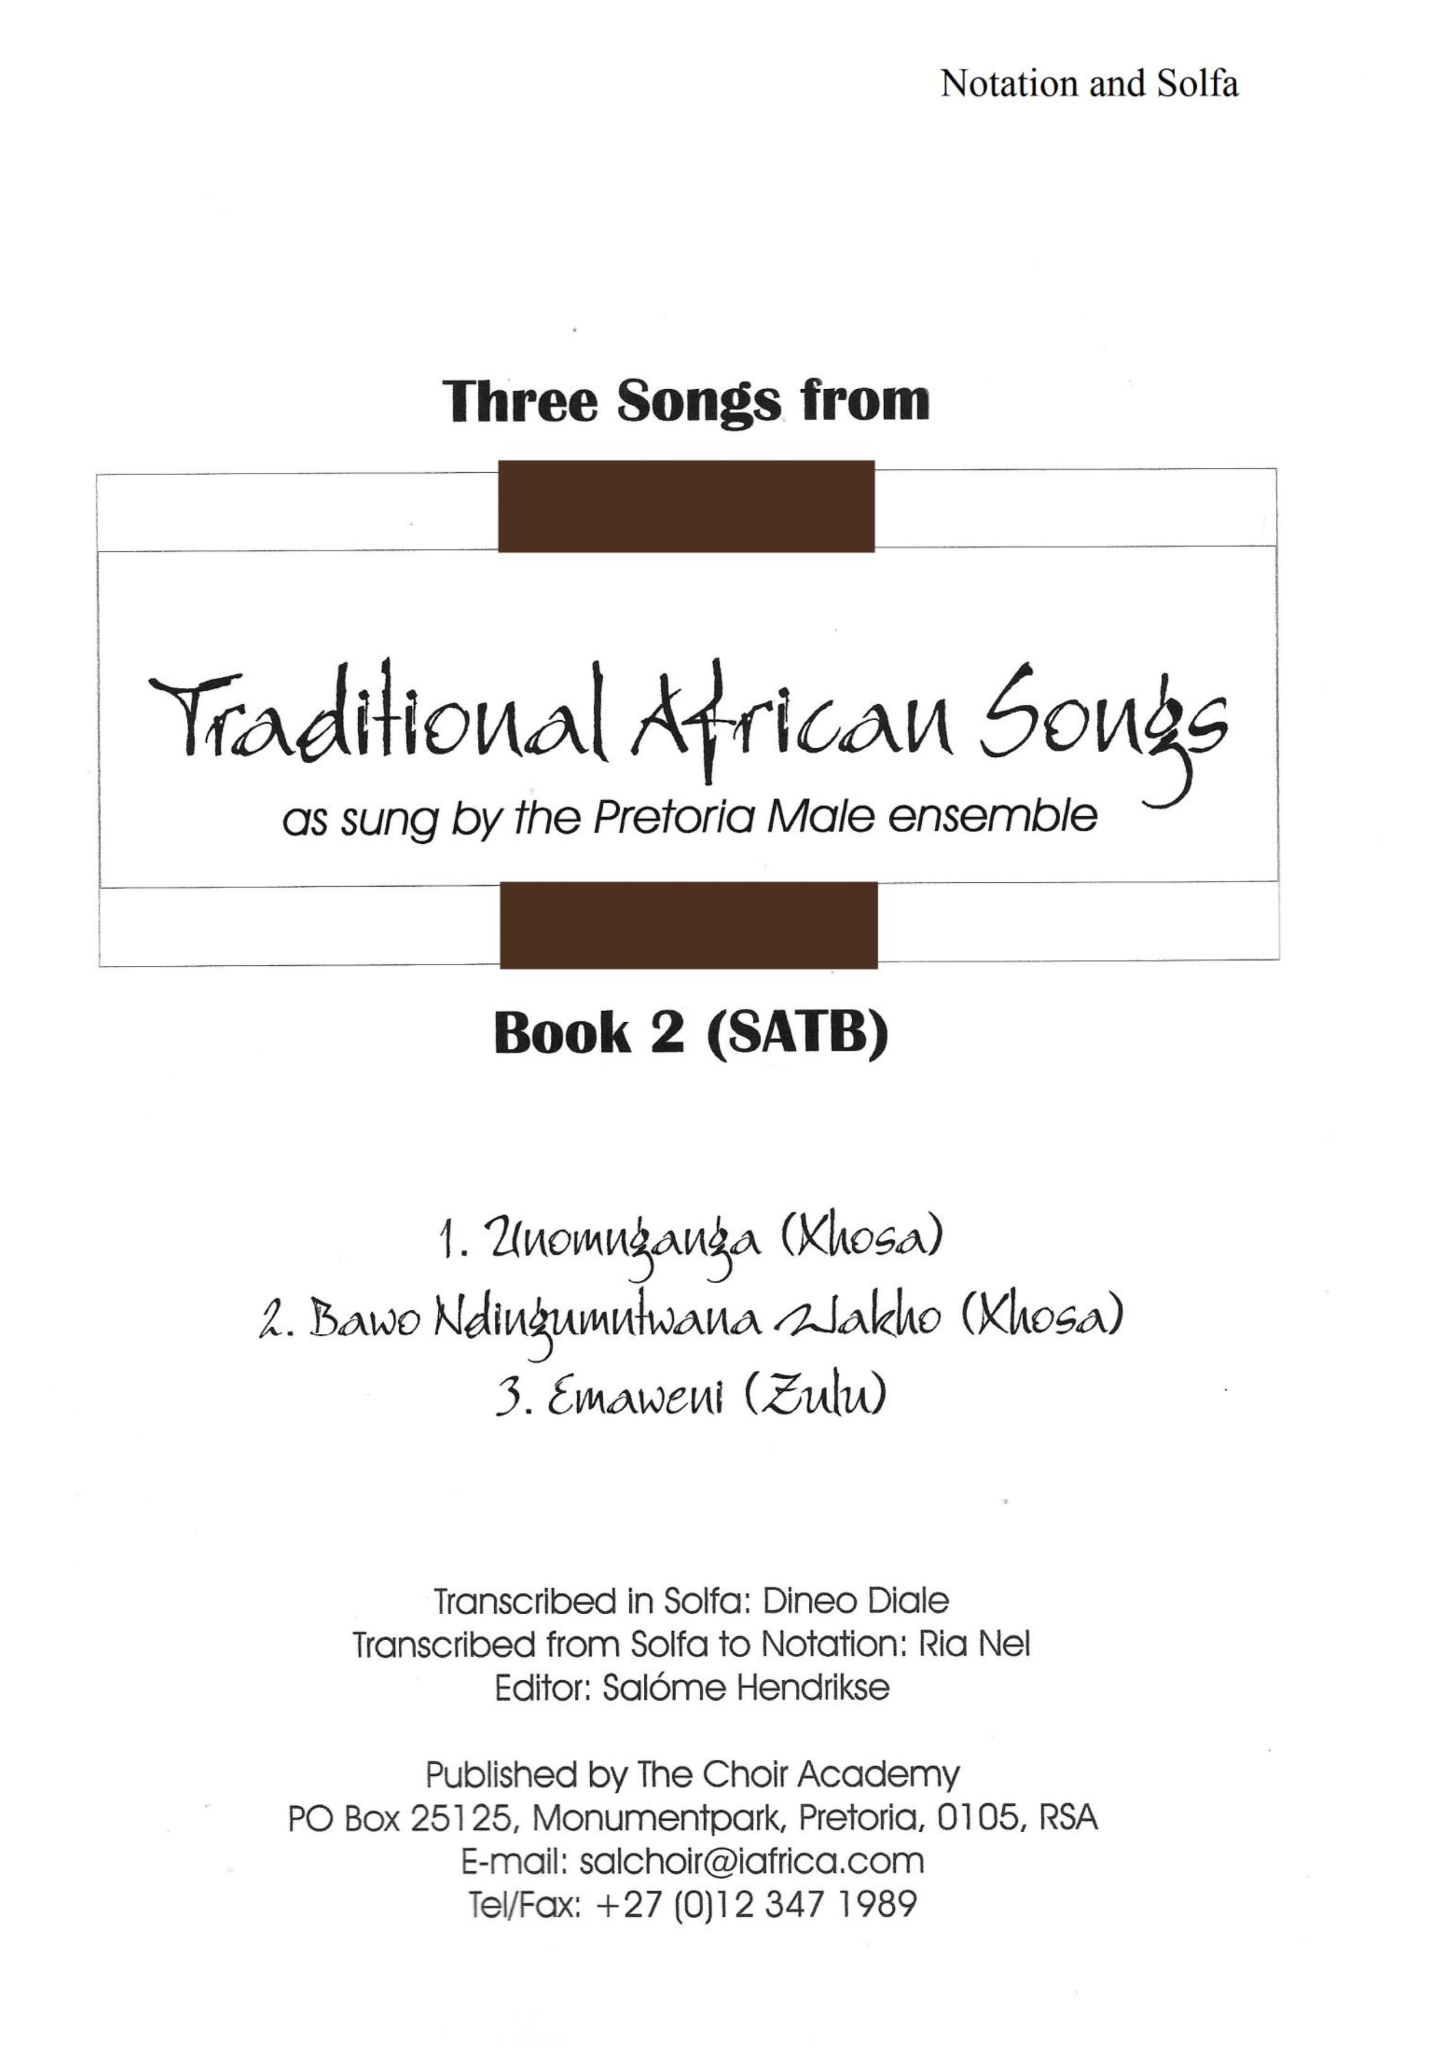 Notation and Solfa
Three Songs from
Traditional African Songs
as sung by the Pretoria Male ensemble
Book 2 (SATB)
1. Unomnganga (Xhosa)
2. Bawo Ndingumntwana Wakho (Xhosa)
3. Emaweni (Zulu)
Transcribed in Solfa: Dineo Diale
Transcribed from Solfa to Notation: Ria Nel
Editor: Salóme Hendrikse
Published by The Choir Academy
PO Box 25125, Monumentpark, Pretoria, 0105, RSA
E-mail: salchoir@iafrica.com
Tel/Fax: +27 (0)12 347 1989